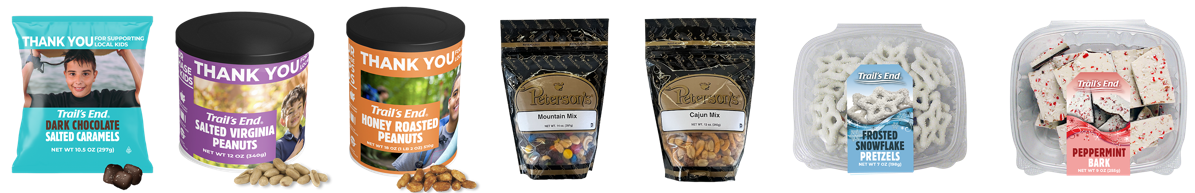 THANK YOU FOR SUPPORTING
LOCAL KIDS
Trail's End.
DARK CHOCOLATE
SALTED CARAMELS
NET WT 10.5 OZ (297g)
THANK YOU
Trail's End.
SALTED VIRGINIA
PEANUTS
NET WT 12 OZ (340g)
THANK YOU
Trail's End.
HONEY ROASTED
PEANUTS
Peterson's
Mountain Mix
Peterson's
Cajun Mix
Trail's End
FROSTED
SNOWFLAKE
PRETZELS
Trail's End
PEPPERMINT
BARK